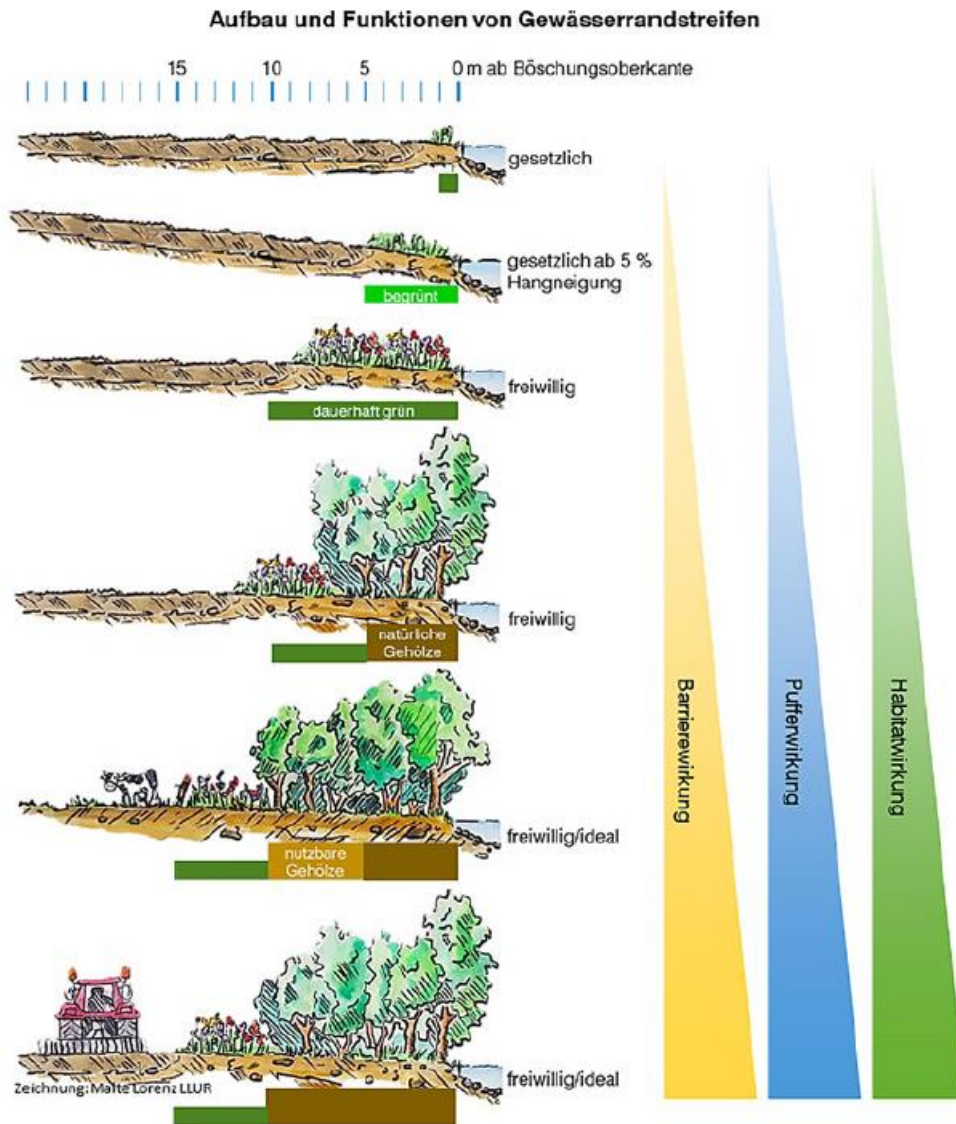 Aufbau und Funktionen von Gewässerrandstreifen
15 10 5 0 m ab Böschungsoberkante
gesetzlich
gesetzlich ab 5 %
Hangneigung
begrünt
freiwillig
dauerhaft grün
freiwillig
natürliche
Gehölze
freiwillig/ideal
nutzbare
Gehölze
freiwillig/ideal
Zeichnung: Malte Lorenz LLUR
Barrierewirkung
Pufferwirkung
Habitatwirkung